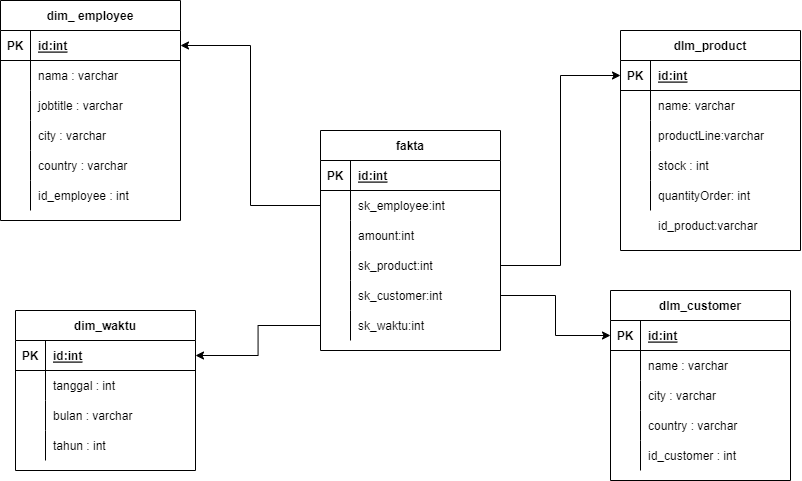 dim_ employee
PK id:int
nama : varchar
jobtitle : varchar
city : varchar
country : varchar
id_employee : int
dim_waktu
PK id:int
tanggal : int
bulan : varchar
tahun : int
fakta
PK id:int
sk_employee:int
amount:int
sk_product:int
sk_customer:int
sk_waktu:int
dIm_product
PK id:int
name: varchar
productLine:varchar
stock : int
quantityOrder: int
id_product:varchar
dIm_customer
PK id:int
name : varchar
city : varchar
country : varchar
id_customer : int